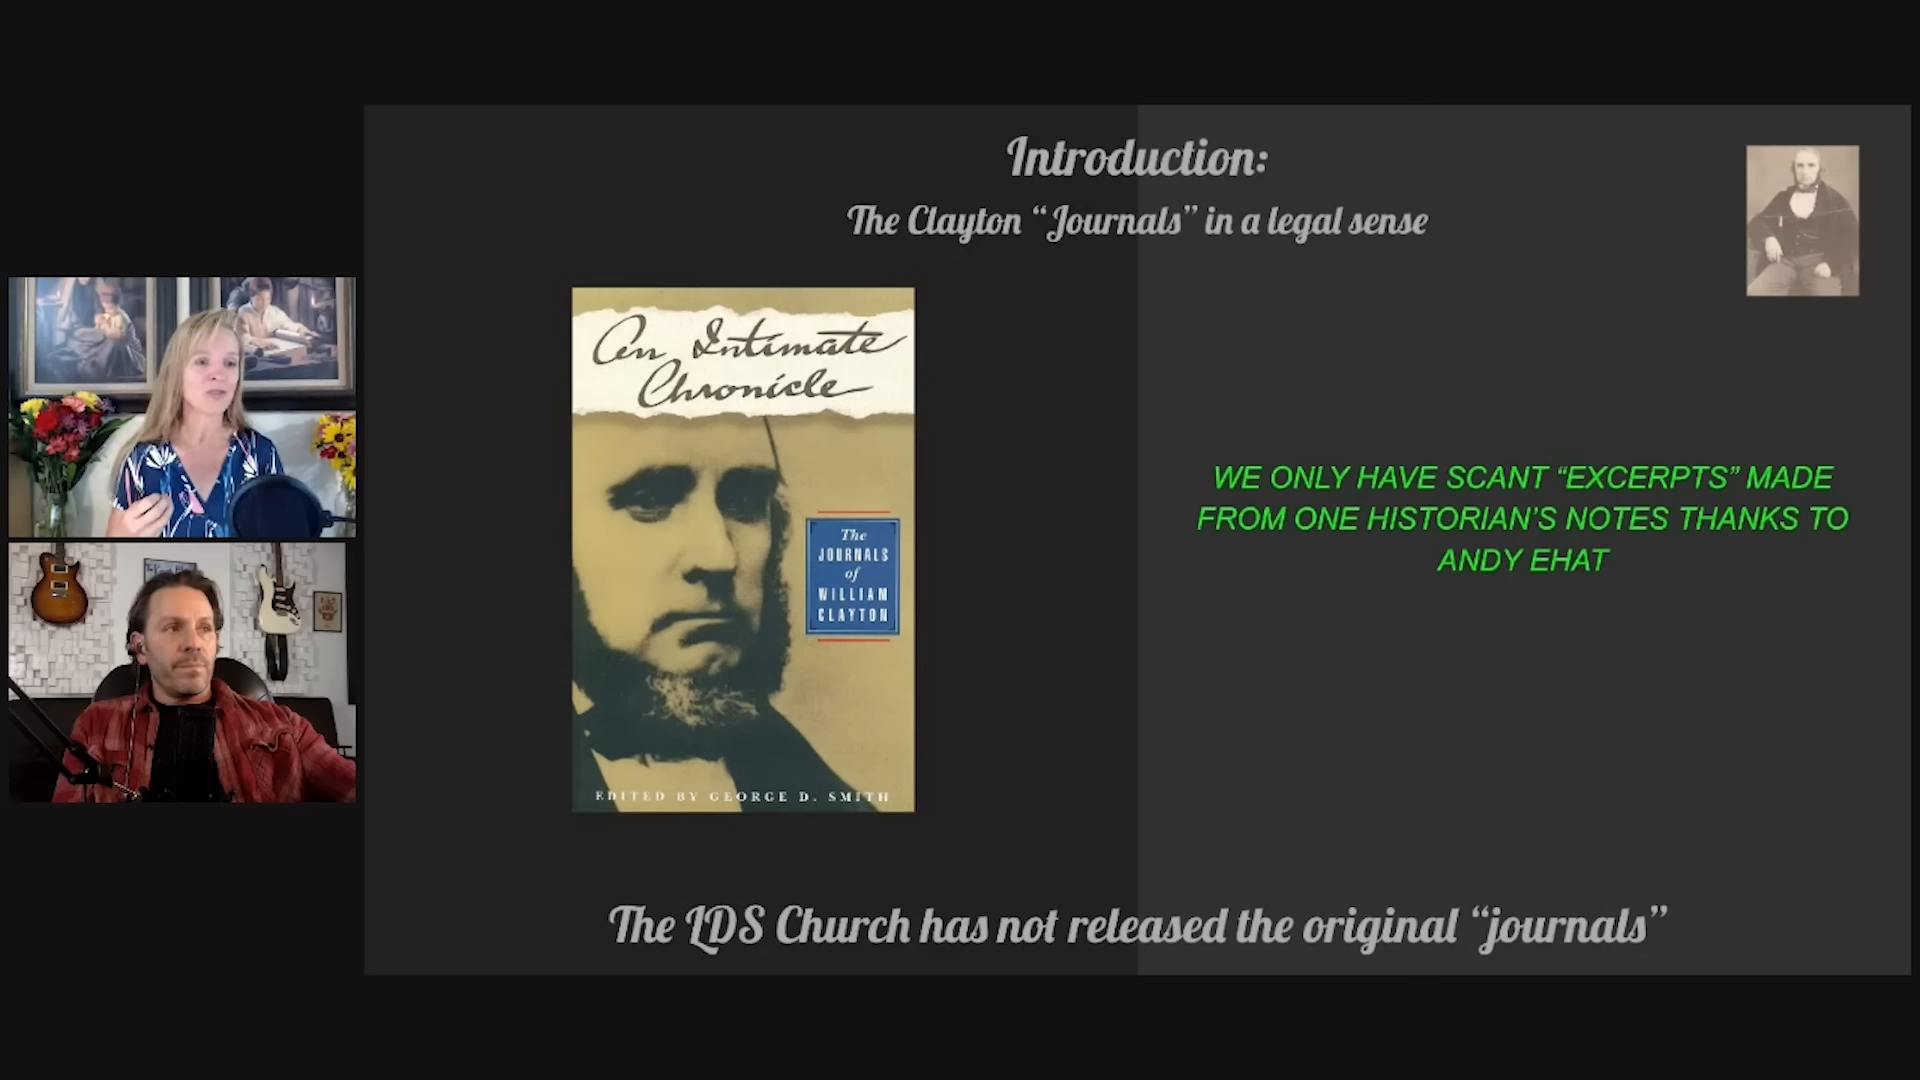 Introduction:
The Clayton “Journals” in a legal sense
An Intimate
Chronicle
The
JOURNALS
of
WILLIAM
CLAYTON
EDITED BY GEORGE D. SMITH
WE ONLY HAVE SCANT “EXCERPTS” MADE
FROM ONE HISTORIAN’S NOTES THANKS TO
ANDY EHAT
The LDS Church has not released the original “journals”